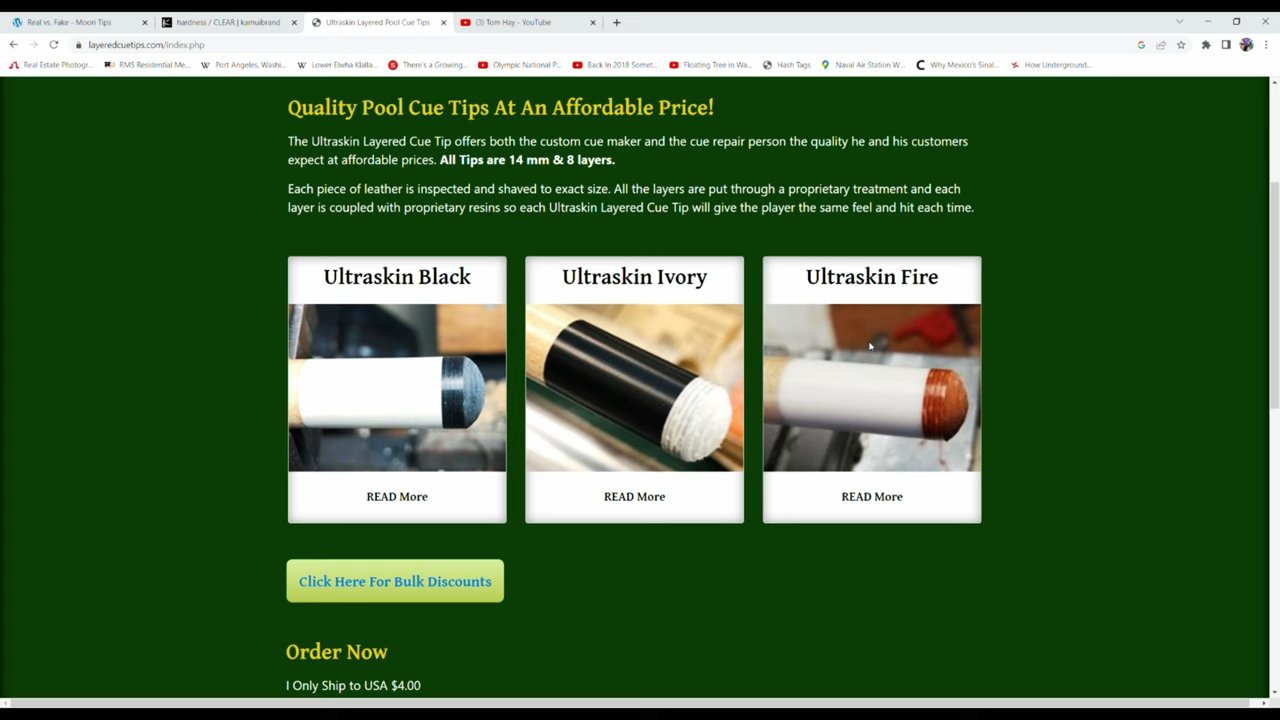 Real vs. Fake - Moori Tips
hardness / CLEAR | kamuibrand
Ultraskin Layered Pool Cue Tips
(3) Tom Hay - YouTube
layeredcuetips.com/index.php
Real Estate Photogr...
RMS Residential Me...
Port Angeles, Washi...
Lower Elwha Klalla...
There's a Growing...
Olympic National P...
Back In 2018 Somet...
Floating Tree in Wa...
Hash Tags
Naval Air Station W...
Why Mexico's Sinal...
How Underground...
Quality Pool Cue Tips At An Affordable Price!
The Ultraskin Layered Cue Tip offers both the custom cue maker and the cue repair person the quality he and his customers
expect at affordable prices. All Tips are 14 mm & 8 layers.
Each piece of leather is inspected and shaved to exact size. All the layers are put through a proprietary treatment and each
layer is coupled with proprietary resins so each Ultraskin Layered Cue Tip will give the player the same feel and hit each time.
Ultraskin Black
Ultraskin Ivory
Ultraskin Fire
READ More
READ More
READ More
Click Here For Bulk Discounts
Order Now
I Only Ship to USA $4.00